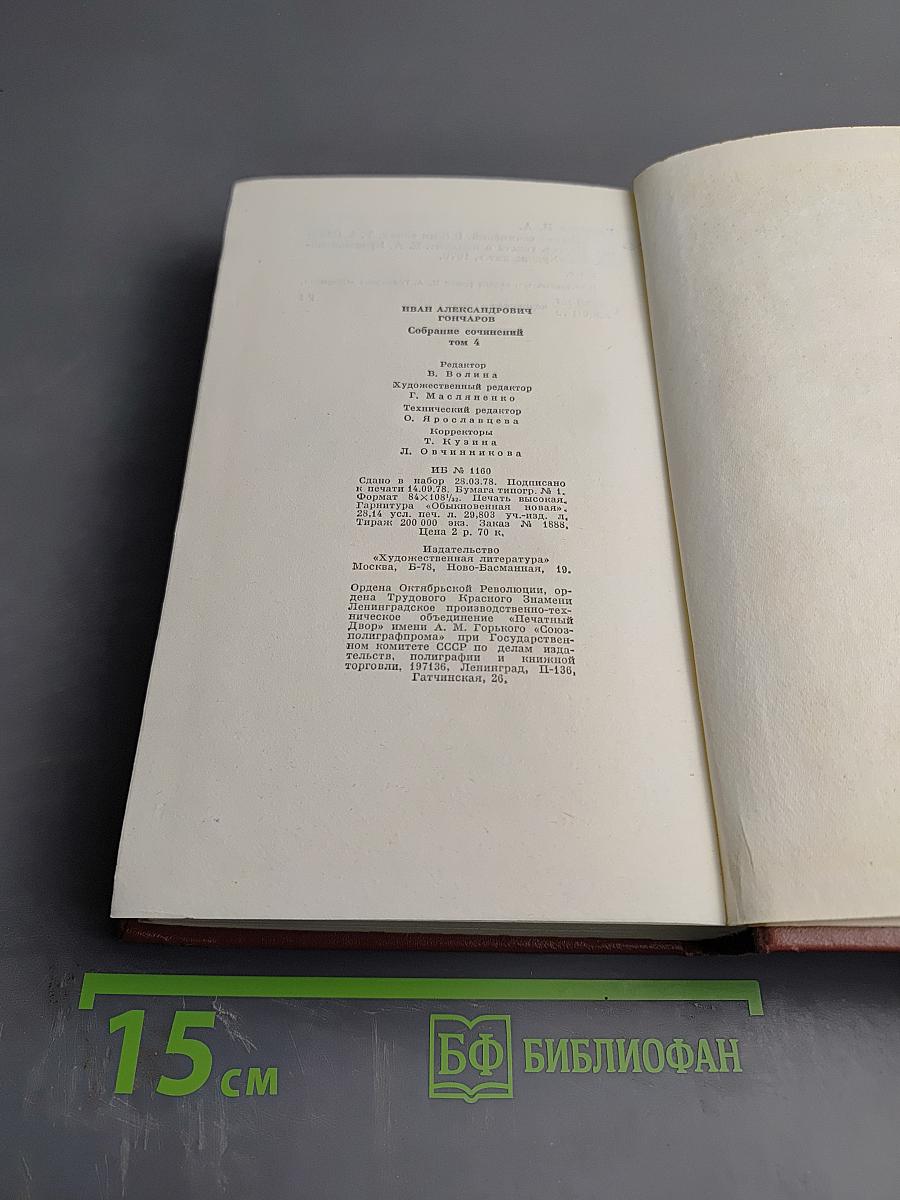 ИВАН АЛЕКСАНДРОВИЧ
ГОНЧАРОВ
Собрание сочинений
том 4
Редактор
В. Волина
Художественный редактор
Г. Масляненко
Технический редактор
О. Ярославцева
Корректоры
Т. Кузина
Л. Овчинникова
ИБ № 1160
Сдано в набор 28.03.78. Подписано
к печати 14.09.78. Бумага типогр. № 1.
Формат 84×108¹/₃₂. Печать высокая.
Гарнитура «Обыкновенная новая».
28,14 усл. печ. л. 29,803 уч.-изд. л.
Тираж 200 000 экз. Заказ № 1888.
Цена 2 р. 70 к.
Издательство
«Художественная литература»
Москва, Б-78, Ново-Басманная, 19.
Ордена Октябрьской Революции, ор-
дена Трудового Красного Знамени
Ленинградское производственно-тех-
ническое объединение «Печатный
Двор» имени А. М. Горького «Союз-
полиграфпрома» при Государствен-
ном комитете СССР по делам изда-
тельств, полиграфии и книжной
торговли. 197136, Ленинград, П-136,
Гатчинская, 26.
15 см
БФ БИБЛИОФАН